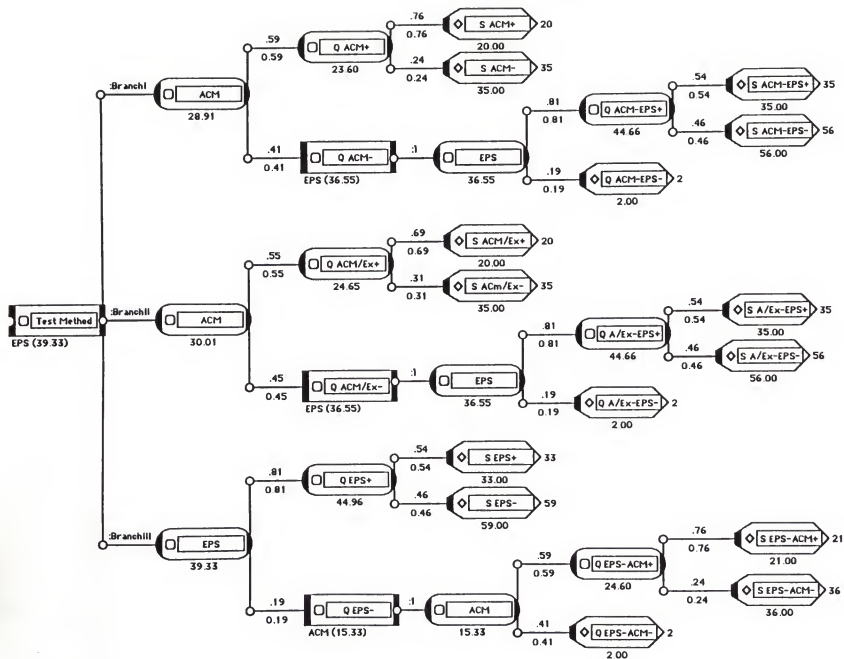 .76
0.76
S ACM+
20
20.00
.59
0.59
Q ACM+
23.60
.24
0.24
S ACM-
35
35.00
:BranchI
ACM
28.91
.54
0.54
S ACM-EPS+
35
35.00
.81
0.81
Q ACM-EPS+
44.66
.46
0.46
S ACM-EPS-
56
56.00
.41
0.41
Q ACM-
EPS (36.55)
:1
EPS
36.55
.19
0.19
Q ACM-EPS-
2
2.00
.69
0.69
S ACM/Ex+
20
20.00
.55
0.55
Q ACM/Ex+
24.65
.31
0.31
S ACm/Ex-
35
35.00
Test Method
EPS (39.33)
:BranchII
ACM
30.01
.54
0.54
S A/Ex-EPS+
35
35.00
.81
0.81
Q A/Ex-EPS+
44.66
.46
0.46
S A/Ex-EPS-
56
56.00
.45
0.45
Q ACM/Ex-
EPS (36.55)
:1
EPS
36.55
.19
0.19
Q A/Ex-EPS-
2
2.00
.54
0.54
S EPS+
33
33.00
.81
0.81
Q EPS+
44.96
.46
0.46
S EPS-
59
59.00
:BranchIII
EPS
39.33
.76
0.76
S EPS-ACM+
21
21.00
.59
0.59
Q EPS-ACM+
24.60
.24
0.24
S EPS-ACM-
36
36.00
.19
0.19
Q EPS-
ACM (15.33)
:1
ACM
15.33
.41
0.41
Q EPS-ACM-
2
2.00